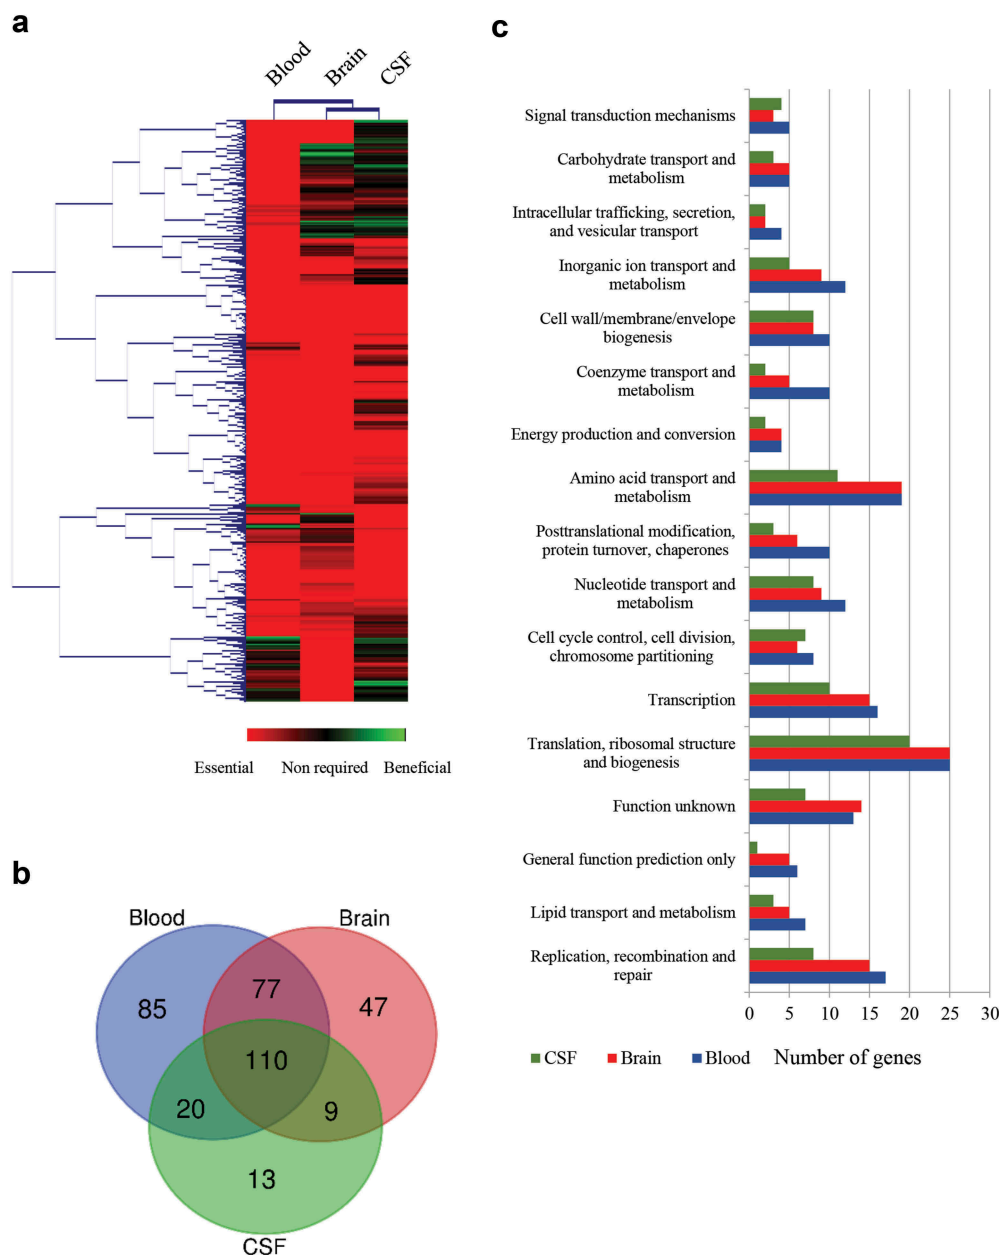 a
Blood
Brain
CSF
Essential
Non required
Beneficial
b
Blood
Brain
85
77
47
110
20
9
13
CSF
c
Signal transduction mechanisms
Carbohydrate transport and
metabolism
Intracellular trafficking, secretion,
and vesicular transport
Inorganic ion transport and
metabolism
Cell wall/membrane/envelope
biogenesis
Coenzyme transport and
metabolism
Energy production and conversion
Amino acid transport and
metabolism
Posttranslational modification,
protein turnover, chaperones
Nucleotide transport and
metabolism
Cell cycle control, cell division,
chromosome partitioning
Transcription
Translation, ribosomal structure
and biogenesis
Function unknown
General function prediction only
Lipid transport and metabolism
Replication, recombination and
repair
0 5 10 15 20 25 30
CSF Brain Blood Number of genes